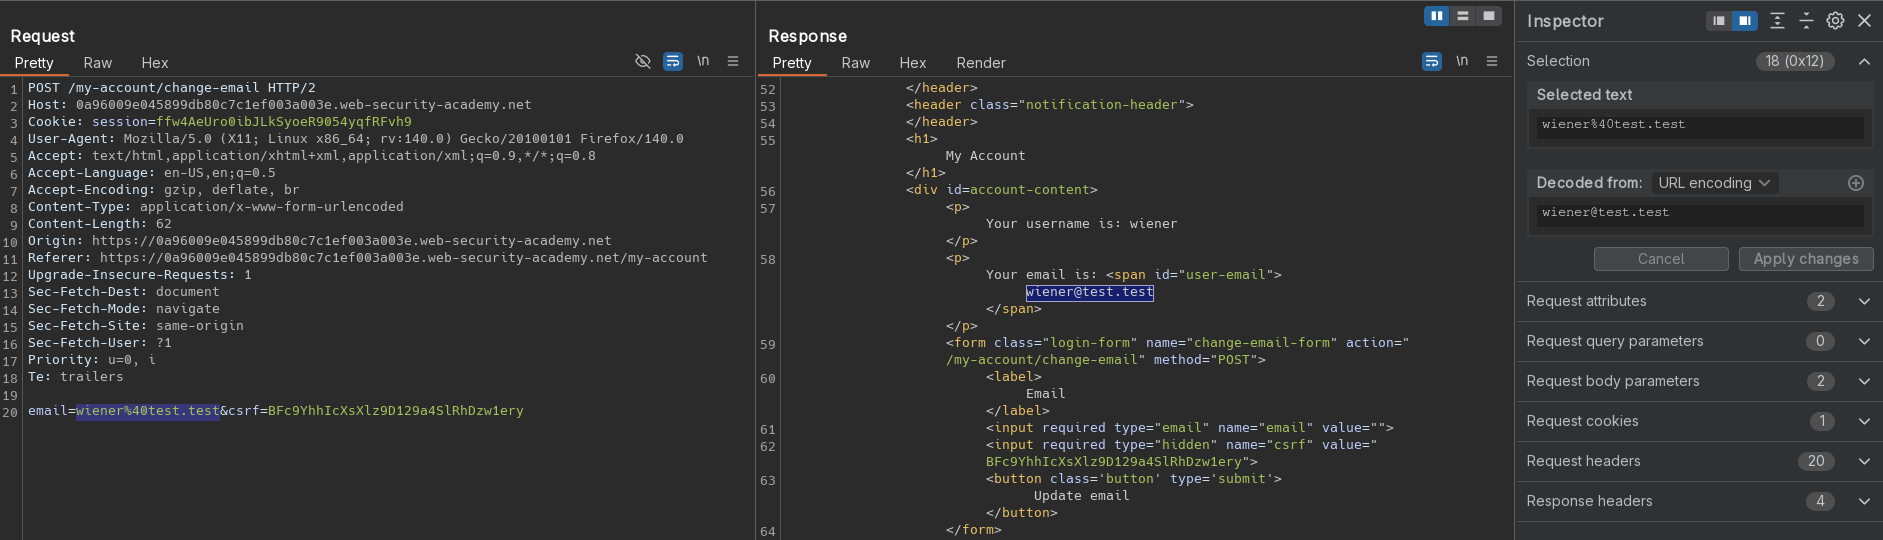 Request
Pretty Raw Hex \n
1 POST /my-account/change-email HTTP/2
2 Host: 0a96009e045899db80c7c1ef003a003e.web-security-academy.net
3 Cookie: session=ffw4AeUro0ibJLkSyoeR9054yqfRFvh9
4 User-Agent: Mozilla/5.0 (X11; Linux x86_64; rv:140.0) Gecko/20100101 Firefox/140.0
5 Accept: text/html,application/xhtml+xml,application/xml;q=0.9,*/*;q=0.8
6 Accept-Language: en-US,en;q=0.5
7 Accept-Encoding: gzip, deflate, br
8 Content-Type: application/x-www-form-urlencoded
9 Content-Length: 62
10 Origin: https://0a96009e045899db80c7c1ef003a003e.web-security-academy.net
11 Referer: https://0a96009e045899db80c7c1ef003a003e.web-security-academy.net/my-account
12 Upgrade-Insecure-Requests: 1
13 Sec-Fetch-Dest: document
14 Sec-Fetch-Mode: navigate
15 Sec-Fetch-Site: same-origin
16 Sec-Fetch-User: ?1
17 Priority: u=0, i
18 Te: trailers
19
20 email=wiener%40test.test&csrf=BFc9YhhIcXsXlz9D129a4SlRhDzw1ery
Response
Pretty Raw Hex Render \n
52 </header>
53 <header class="notification-header">
54 </header>
55 <h1>
My Account
</h1>
56 <div id=account-content>
57 <p>
Your username is: wiener
</p>
58 <p>
Your email is: <span id="user-email">
wiener@test.test
</span>
</p>
59 <form class="login-form" name="change-email-form" action="
/my-account/change-email" method="POST">
60 <label>
Email
</label>
61 <input required type="email" name="email" value="">
62 <input required type="hidden" name="csrf" value="
BFc9YhhIcXsXlz9D129a4SlRhDzw1ery">
63 <button class='button' type='submit'>
Update email
</button>
64 </form>
Inspector
Selection 18 (0x12)
Selected text
wiener%40test.test
Decoded from: URL encoding
wiener@test.test
Cancel Apply changes
Request attributes 2
Request query parameters 0
Request body parameters 2
Request cookies 1
Request headers 20
Response headers 4